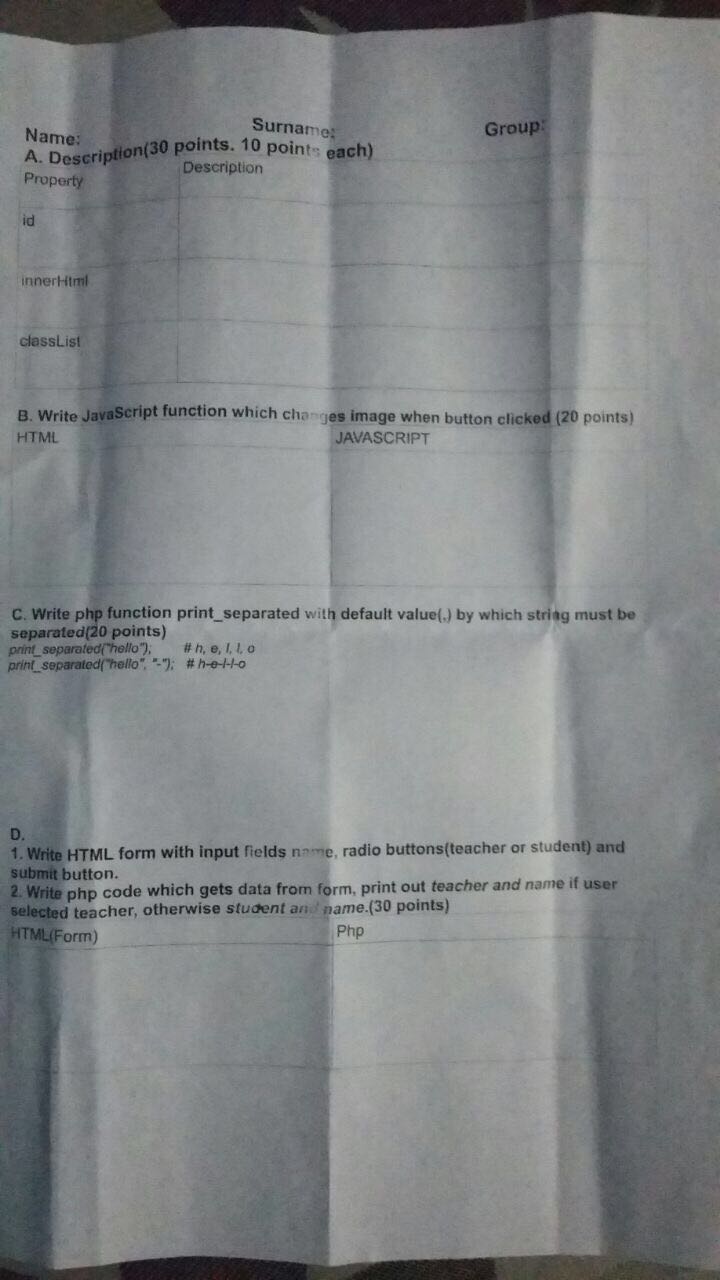 Name: Surname: Group:
A. Description(30 points. 10 points each)
Property Description
id
innerHtml
classList
B. Write JavaScript function which changes image when button clicked (20 points)
HTML JAVASCRIPT
C. Write php function print_separated with default value(,) by which string must be
separated(20 points)
print_separated("hello"); # h, e, l, l, o
print_separated("hello", "-"); # h-e-l-l-o
D.
1. Write HTML form with input fields name, radio buttons(teacher or student) and
submit button.
2. Write php code which gets data from form, print out teacher and name if user
selected teacher, otherwise student and name.(30 points)
HTML(Form) Php